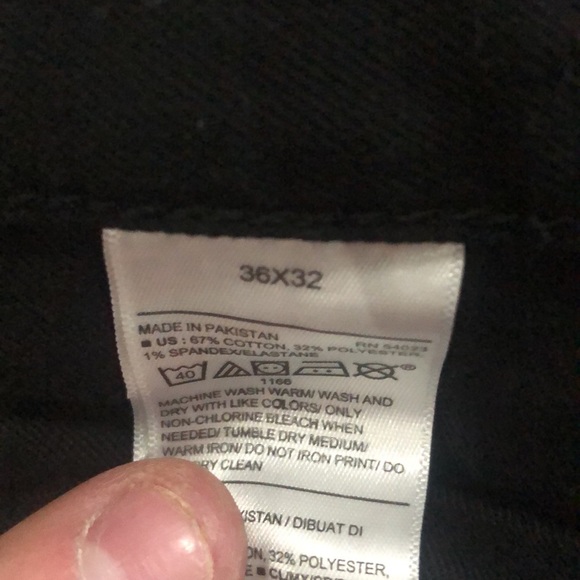 36X32
MADE IN PAKISTAN RN 54023
■ US : 67% COTTON, 32% POLYESTER,
1% SPANDEX/ELASTANE
40 ®
1166
MACHINE WASH WARM/ WASH AND
DRY WITH LIKE COLORS/ ONLY
NON-CHLORINE BLEACH WHEN
NEEDED/ TUMBLE DRY MEDIUM/
WARM IRON/ DO NOT IRON PRINT/ DO
DRY CLEAN
KISTAN / DIBUAT DI
ON, 32% POLYESTER,